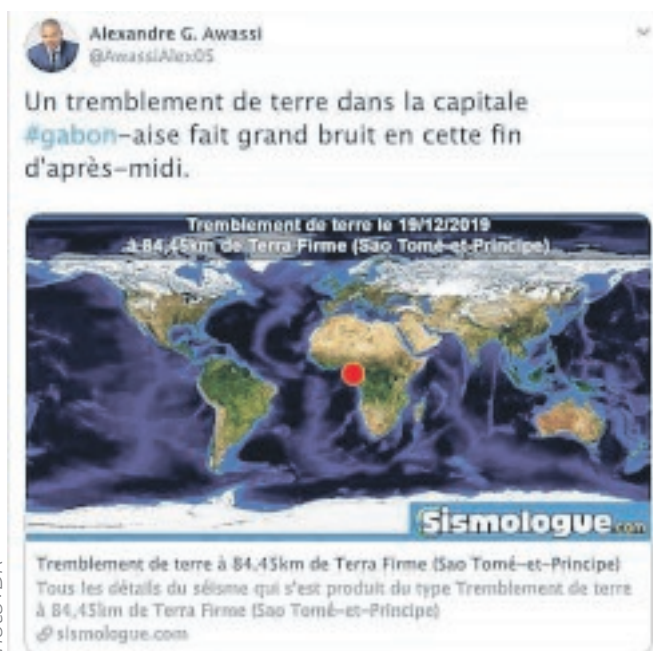 Alexandre G. Awassi
@AwassiAlex05
Un tremblement de terre dans la capitale
#gabon-aise fait grand bruit en cette fin
d'après-midi.
Tremblement de terre le 19/12/2019
à 84,45km de Terra Firme (Sao Tomé-et-Principe)
Sismologue.com
Tremblement de terre à 84.45km de Terra Firme (Sao Tomé-et-Principe)
Tous les détails du séisme qui s'est produit du type Tremblement de terre
à 84,45km de Terra Firme (Sao Tomé-et-Principe)
sismologue.com